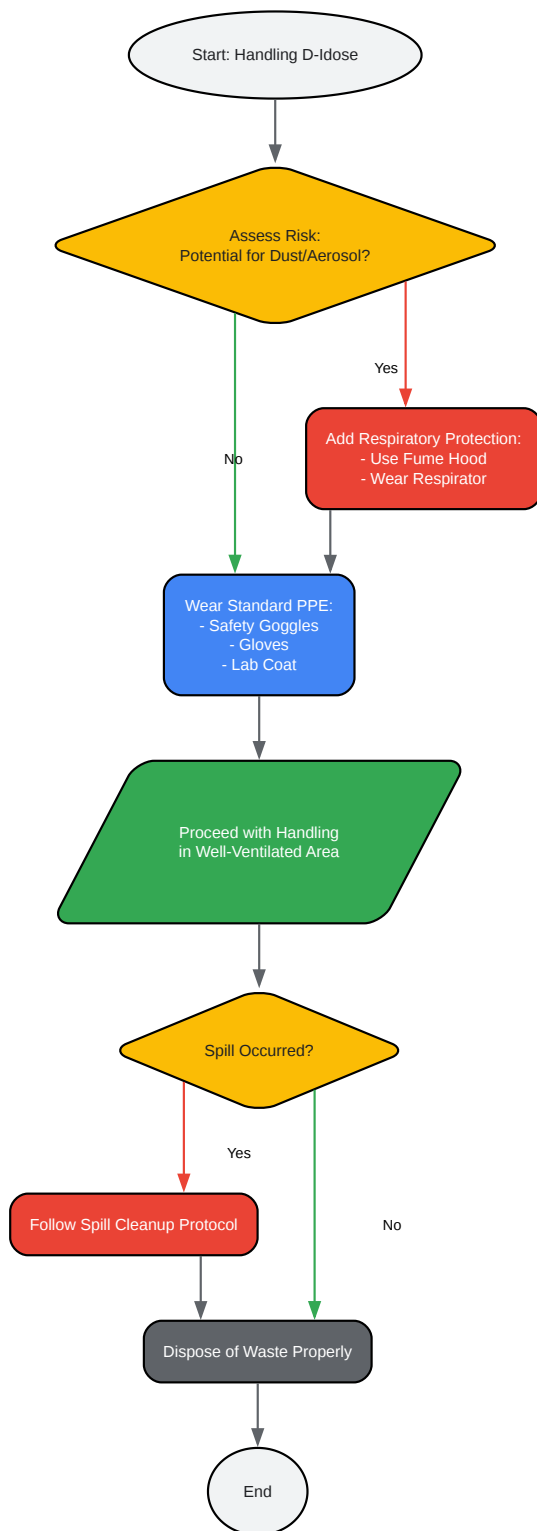 Start: Handling D-Idose
Assess Risk:
Potential for Dust/Aerosol?
Yes
Add Respiratory Protection:
- Use Fume Hood
- Wear Respirator
No
Wear Standard PPE:
- Safety Goggles
- Gloves
- Lab Coat
Proceed with Handling
in Well-Ventilated Area
Spill Occurred?
Yes
Follow Spill Cleanup Protocol
No
Dispose of Waste Properly
End